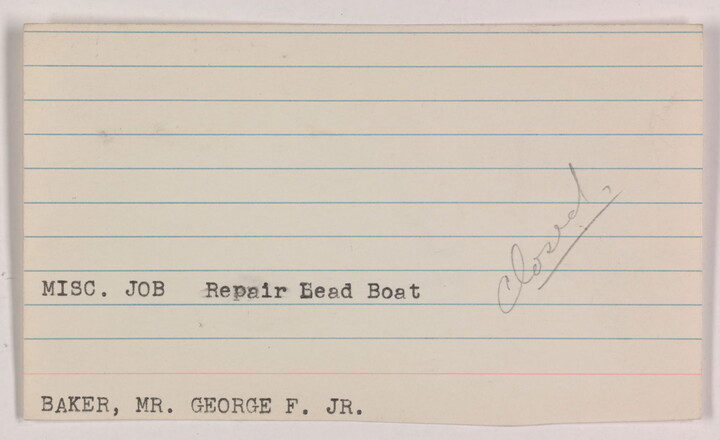 closed.
MISC. JOB Repair Lead Boat
BAKER, MR. GEORGE F. JR.